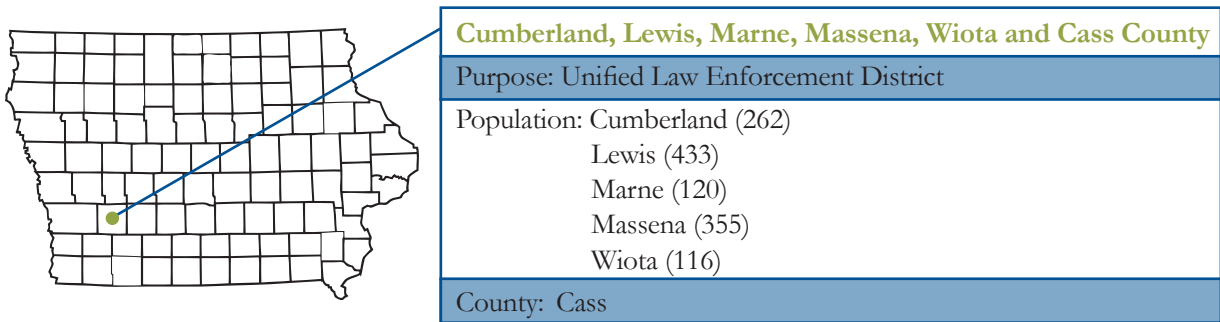 Cumberland, Lewis, Marne, Massena, Wiota and Cass County
Purpose: Unified Law Enforcement District
Population: Cumberland (262)
Lewis (433)
Marne (120)
Massena (355)
Wiota (116)
County: Cass